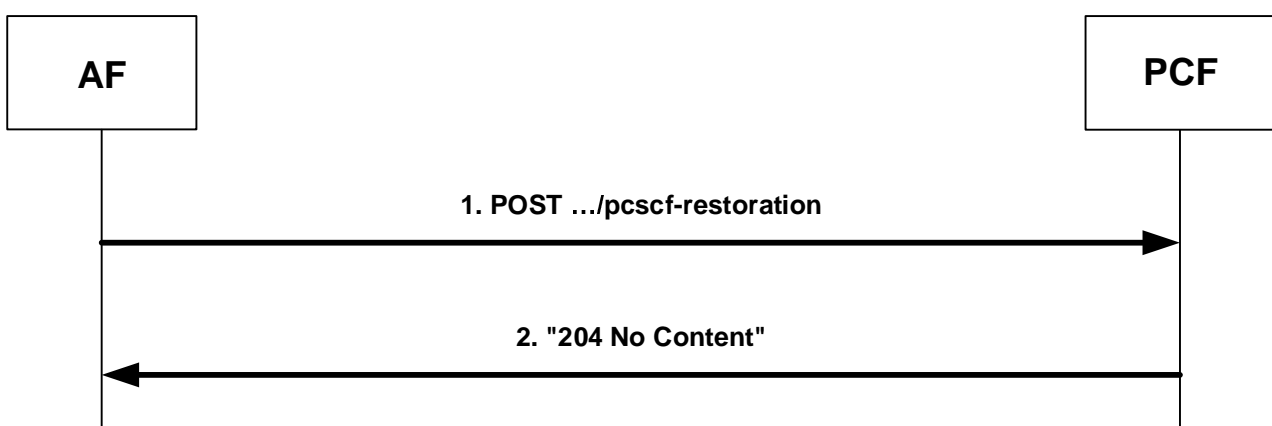 AF
PCF
1. POST …/pcscf-restoration
2. "204 No Content"